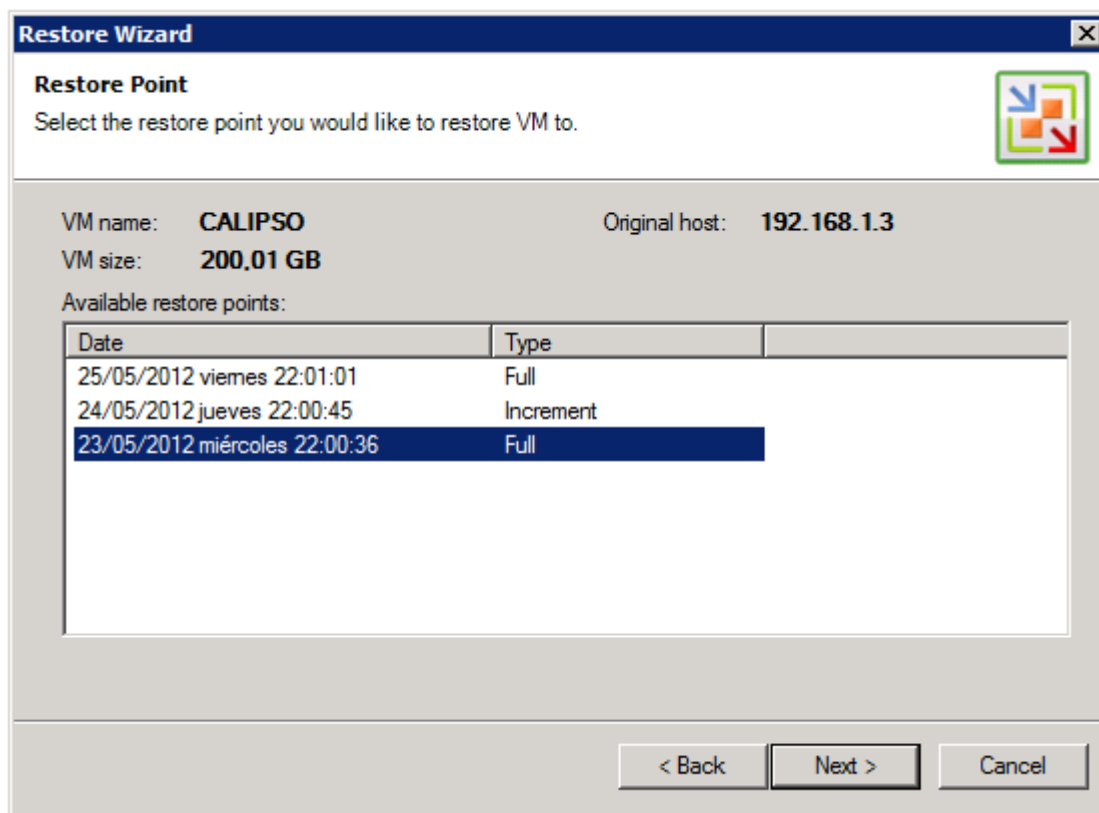 Restore Wizard
Restore Point
Select the restore point you would like to restore VM to.
VM name: CALIPSO Original host: 192.168.1.3
VM size: 200,01 GB
Available restore points:
Date Type
25/05/2012 viernes 22:01:01 Full
24/05/2012 jueves 22:00:45 Increment
23/05/2012 miércoles 22:00:36 Full
< Back Next > Cancel